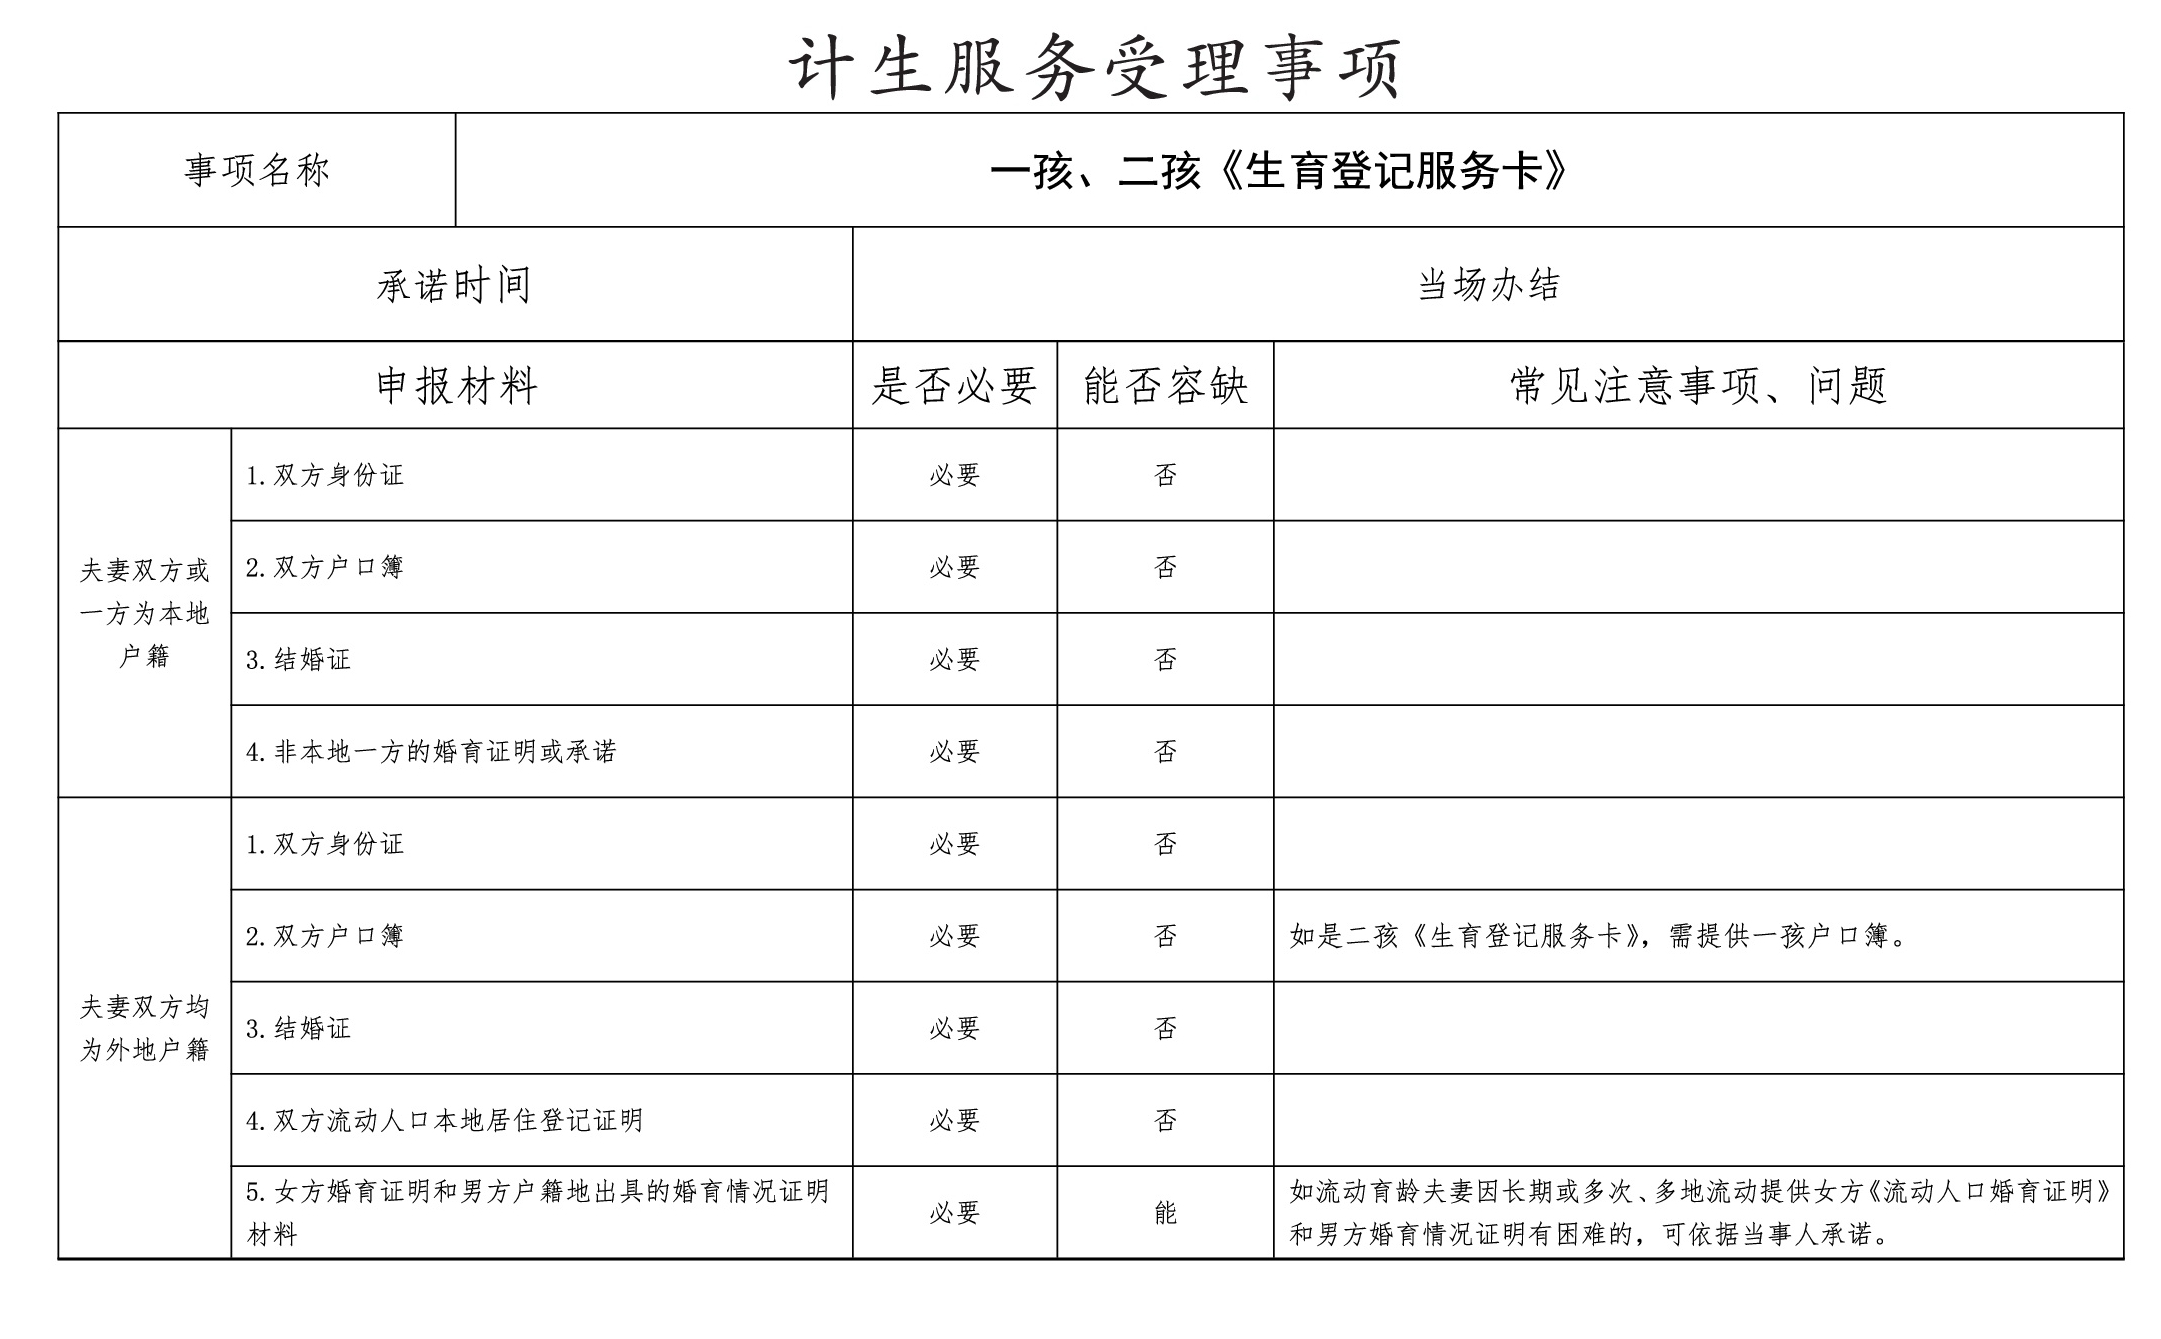 计生服务受理事项
事项名称
一孩、二孩《生育登记服务卡》
承诺时间
当场办结
申报材料
是否必要
能否容缺
常见注意事项、问题
夫妻双方或
一方为本地
户籍
1.双方身份证
必要
否
2.双方户口簿
必要
否
3.结婚证
必要
否
4.非本地一方的婚育证明或承诺
必要
否
夫妻双方均
为外地户籍
1.双方身份证
必要
否
2.双方户口簿
必要
否
如是二孩《生育登记服务卡》，需提供一孩户口簿。
3.结婚证
必要
否
4.双方流动人口本地居住登记证明
必要
否
5.女方婚育证明和男方户籍地出具的婚育情况证明
材料
必要
能
如流动育龄夫妻因长期或多次、多地流动提供女方《流动人口婚育证明》
和男方婚育情况证明有困难的，可依据当事人承诺。